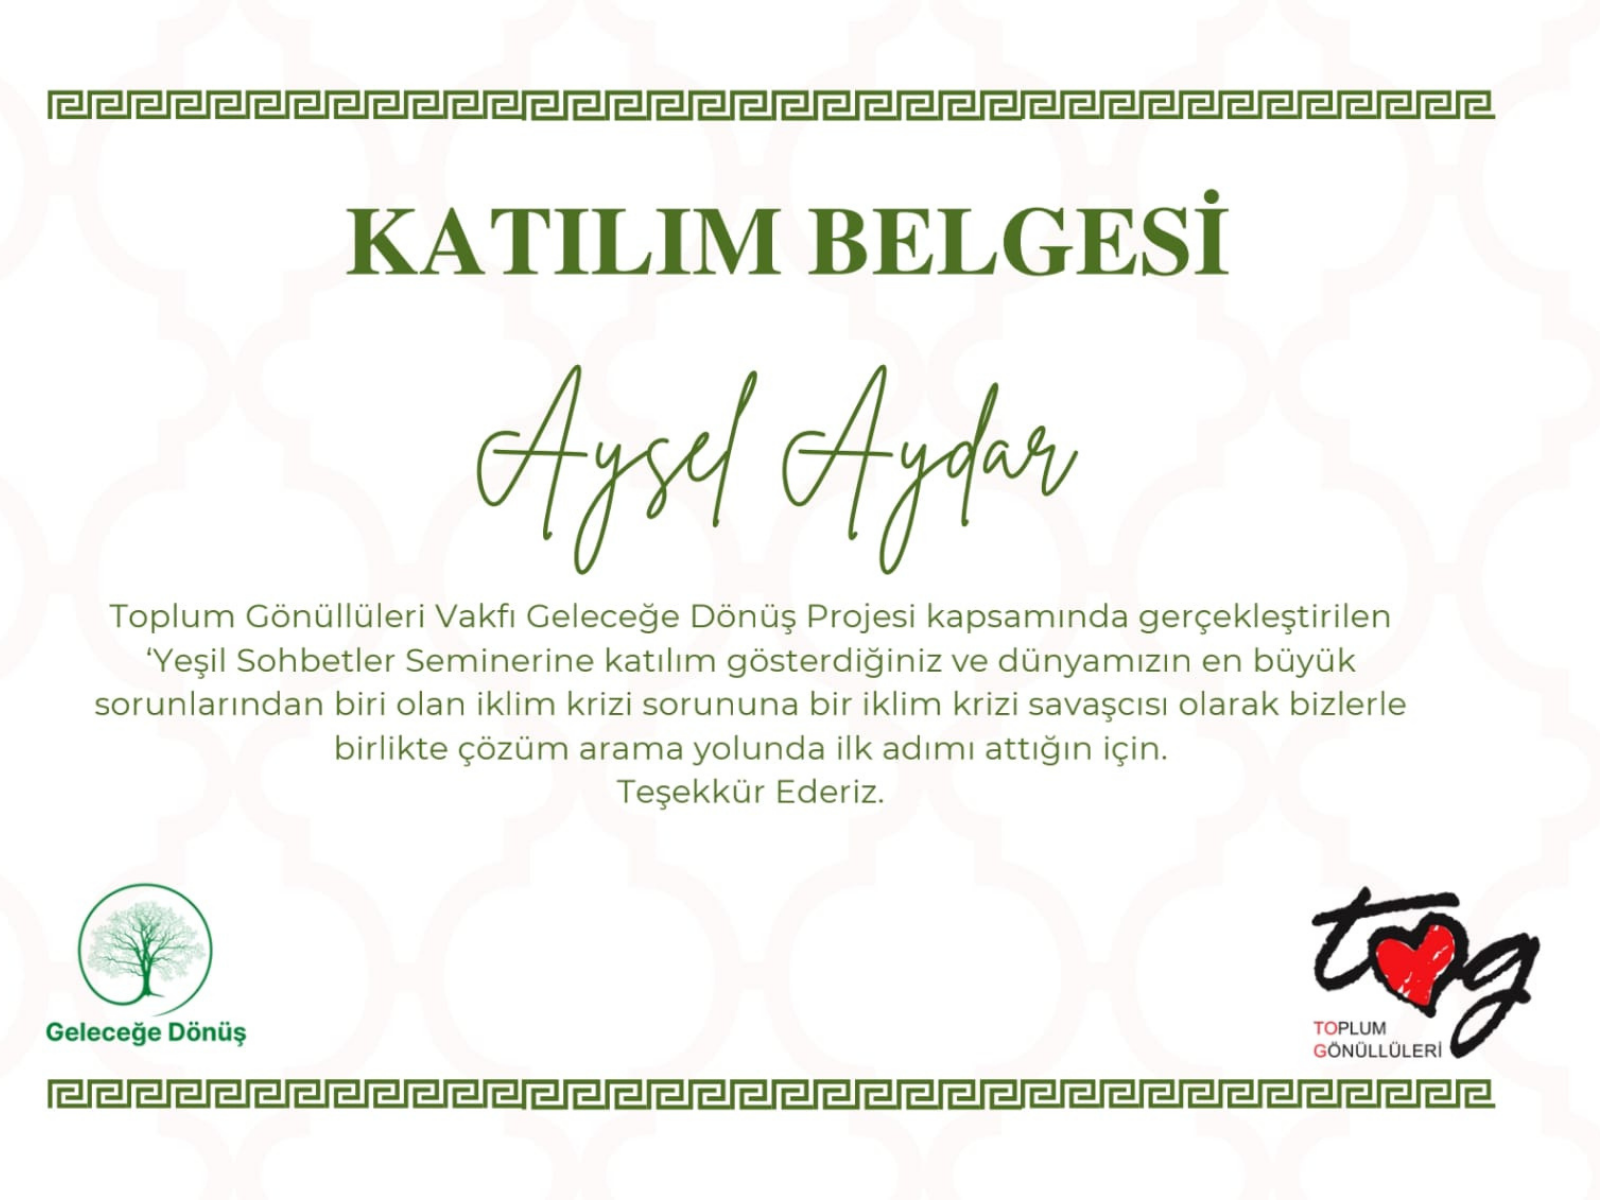 KATILIM BELGESİ
Aysel Aydar
Toplum Gönüllüleri Vakfı Geleceğe Dönüş Projesi kapsamında gerçekleştirilen
‘Yeşil Sohbetler Seminerine katılım gösterdiğiniz ve dünyamızın en büyük
sorunlarından biri olan iklim krizi sorununa bir iklim krizi savaşcısı olarak bizlerle
birlikte çözüm arama yolunda ilk adımı attığın için.
Teşekkür Ederiz.
Geleceğe Dönüş
tog
TOPLUM
GÖNÜLLÜLERİ